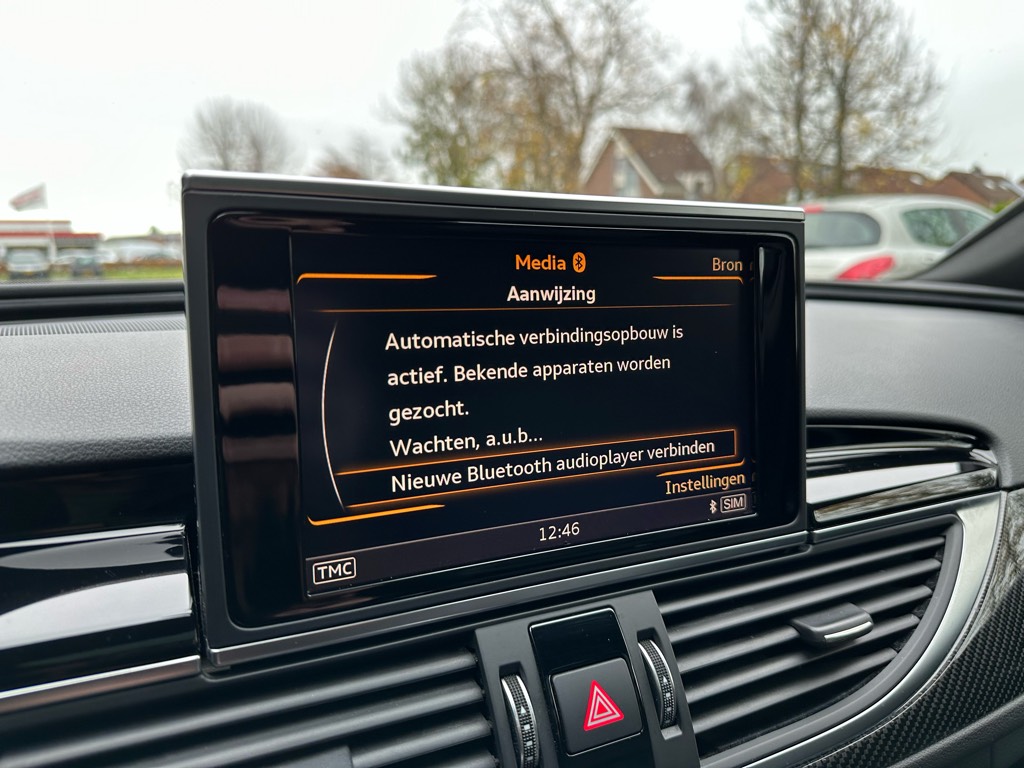 Media
Bron
Aanwijzing
Automatische verbindingsopbouw is
actief. Bekende apparaten worden
gezocht.
Wachten, a.u.b...
Nieuwe Bluetooth audioplayer verbinden
Instellingen
SIM
12:46
TMC